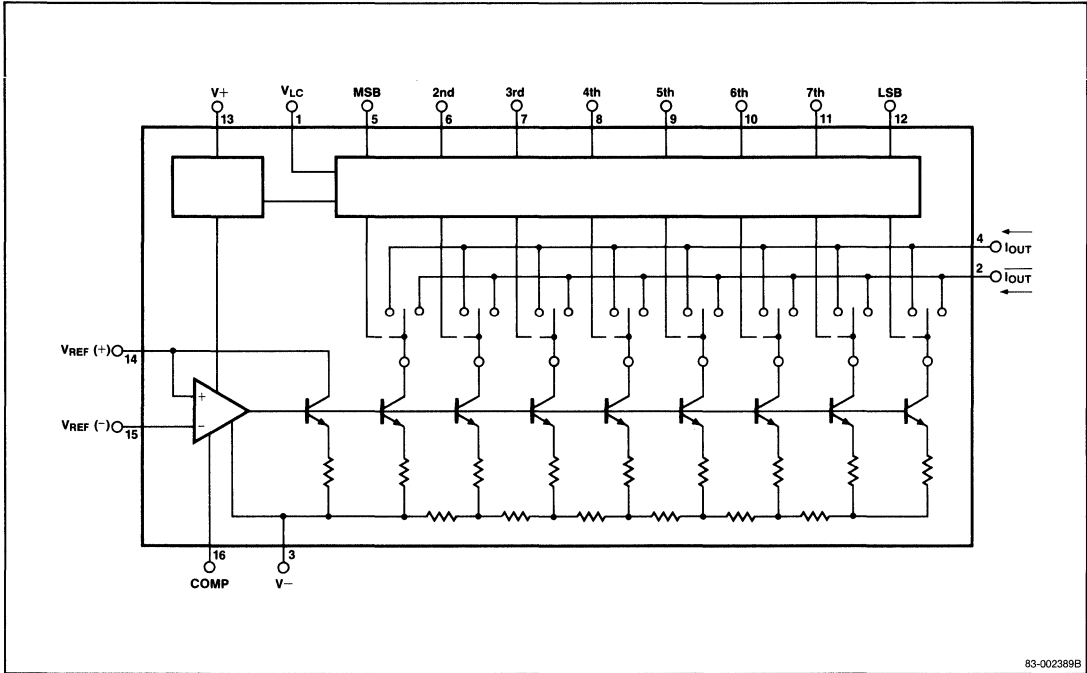 V+
VLC
MSB
2nd
3rd
4th
5th
6th
7th
LSB
13
1
5
6
7
8
9
10
11
12
4
IOUT
2
IOUT
VREF (+)
14
+
−
VREF (−)
15
16
COMP
3
V−
83-002389B